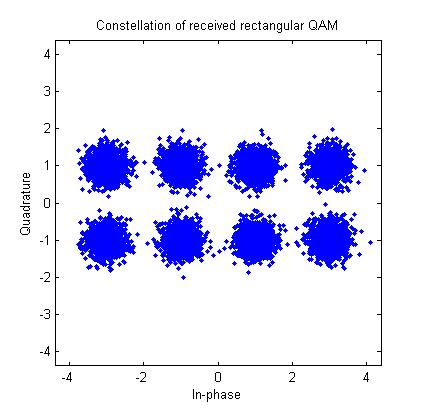 Constellation of received rectangular QAM
4
3
2
1
0
-1
-2
-3
-4
Quadrature
-4 -2 0 2 4
In-phase